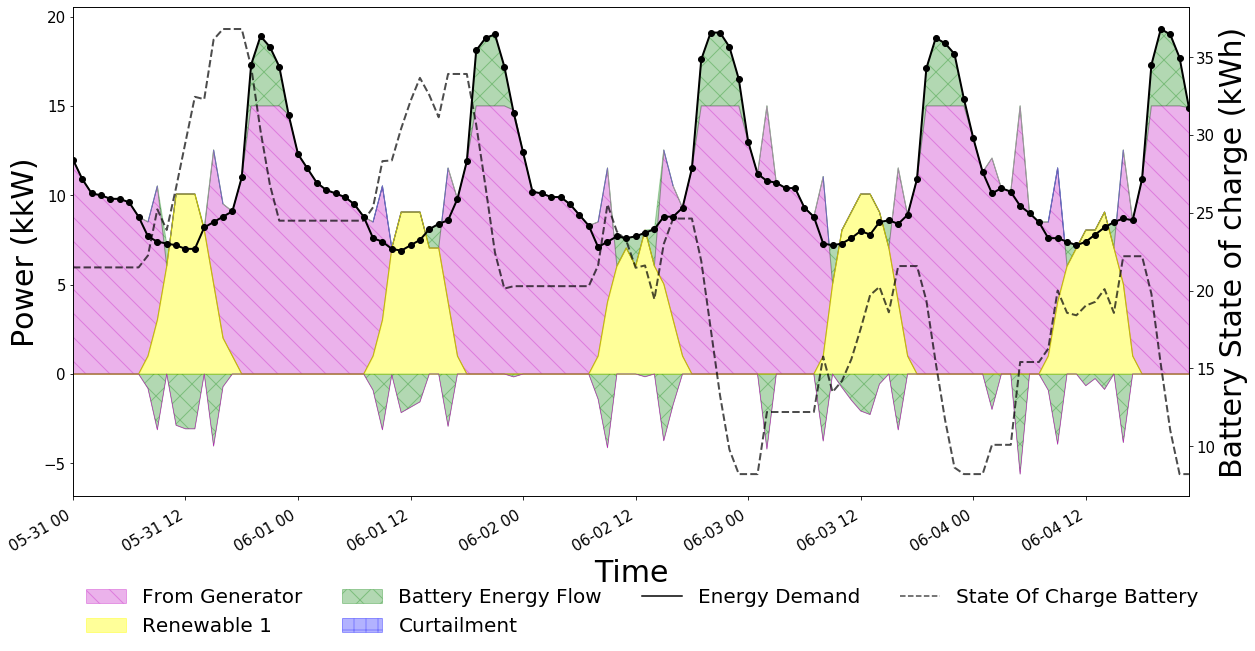 20
15
10
5
0
−5
Power (kkW)
35
30
25
20
15
10
Battery State of charge (kWh)
05-31 00
05-31 12
06-01 00
06-01 12
06-02 00
06-02 12
06-03 00
06-03 12
06-04 00
06-04 12
Time
From Generator
Battery Energy Flow
Energy Demand
State Of Charge Battery
Renewable 1
Curtailment